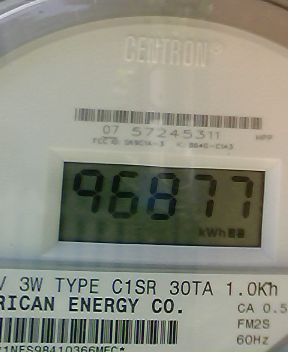 CENTRON®
07 57245311
96877
kWh
V 3W TYPE C1SR 30TA 1.0Kh
RICAN ENERGY CO.
CA 0.5
FM2S
60Hz